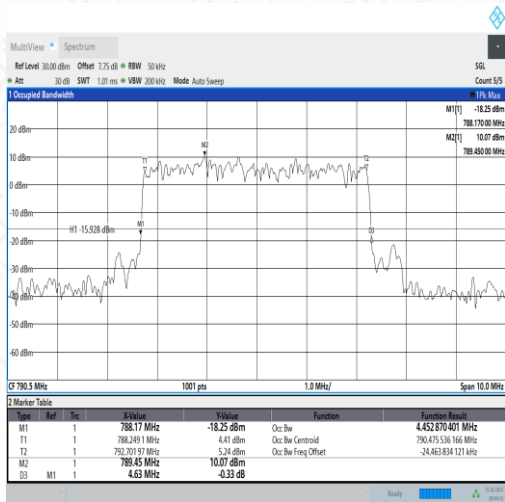 MultiView Spectrum
Ref Level 30.00 dBm Offset 7.75 dB RBW 50 kHz SGL
Att 30 dB SWT 1.01 ms VBW 200 kHz Mode Auto Sweep Count 5/5
1 Occupied Bandwidth 1Pk Max
M1[1] -18.25 dBm
788.170 00 MHz
M2[1] 10.07 dBm
789.450 00 MHz
20 dBm
M2
10 dBm T1 T2
0 dBm
-10 dBm
H1 -15.928 dBm M1
-20 dBm D3
-30 dBm
-40 dBm
-50 dBm
-60 dBm
CF 790.5 MHz 1001 pts 1.0 MHz/ Span 10.0 MHz
2 Marker Table
Type Ref Trc X-Value Y-Value Function Function Result
M1 1 788.17 MHz -18.25 dBm Occ Bw 4.452 870 401 MHz
T1 1 788.249 1 MHz 4.41 dBm Occ Bw Centroid 790.475 536 166 MHz
T2 1 792.701 97 MHz 5.24 dBm Occ Bw Freq Offset -24.463 834 121 kHz
M2 1 789.45 MHz 10.07 dBm
D3 M1 1 4.63 MHz -0.33 dB
Ready